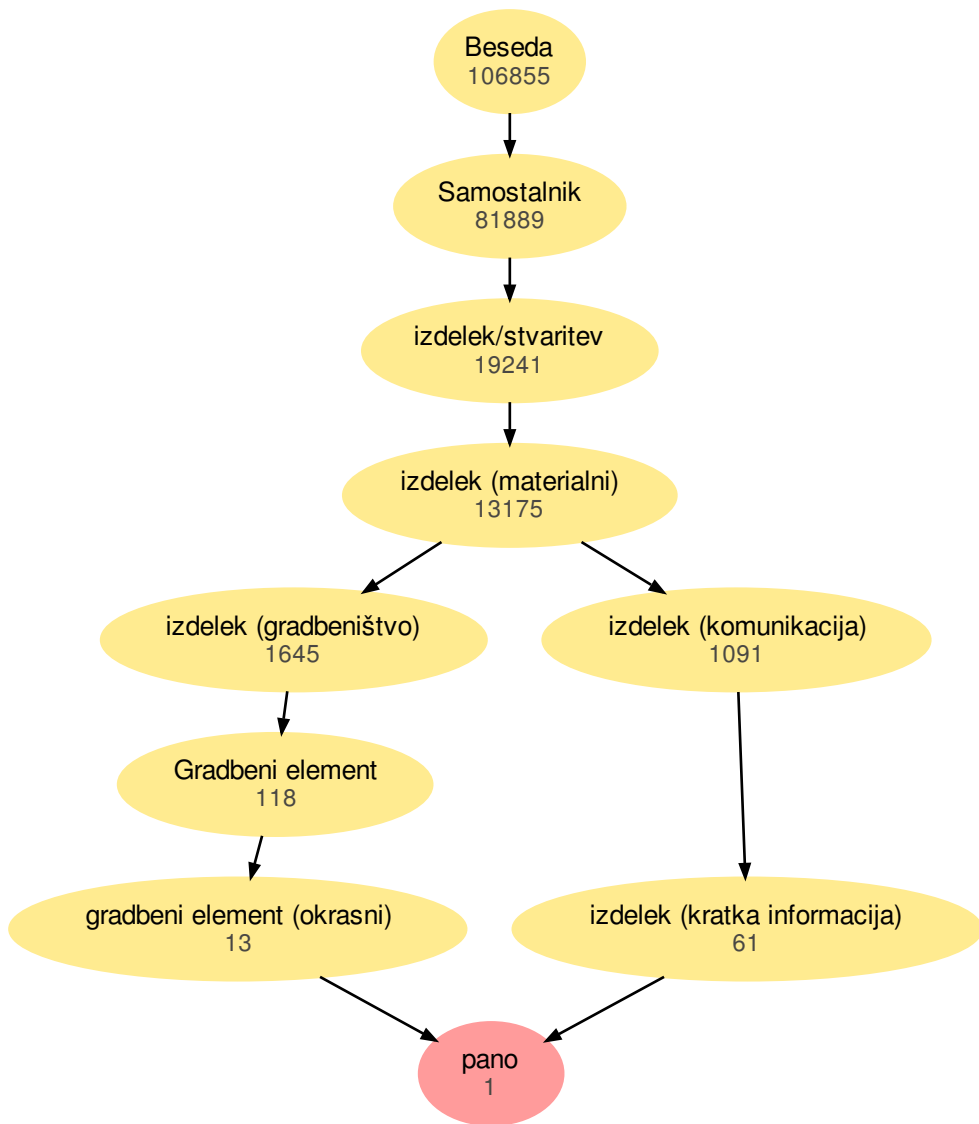 Beseda
106855
Samostalnik
81889
izdelek/stvaritev
19241
izdelek (materialni)
13175
izdelek (gradbeništvo)
1645
izdelek (komunikacija)
1091
Gradbeni element
118
gradbeni element (okrasni)
13
izdelek (kratka informacija)
61
pano
1